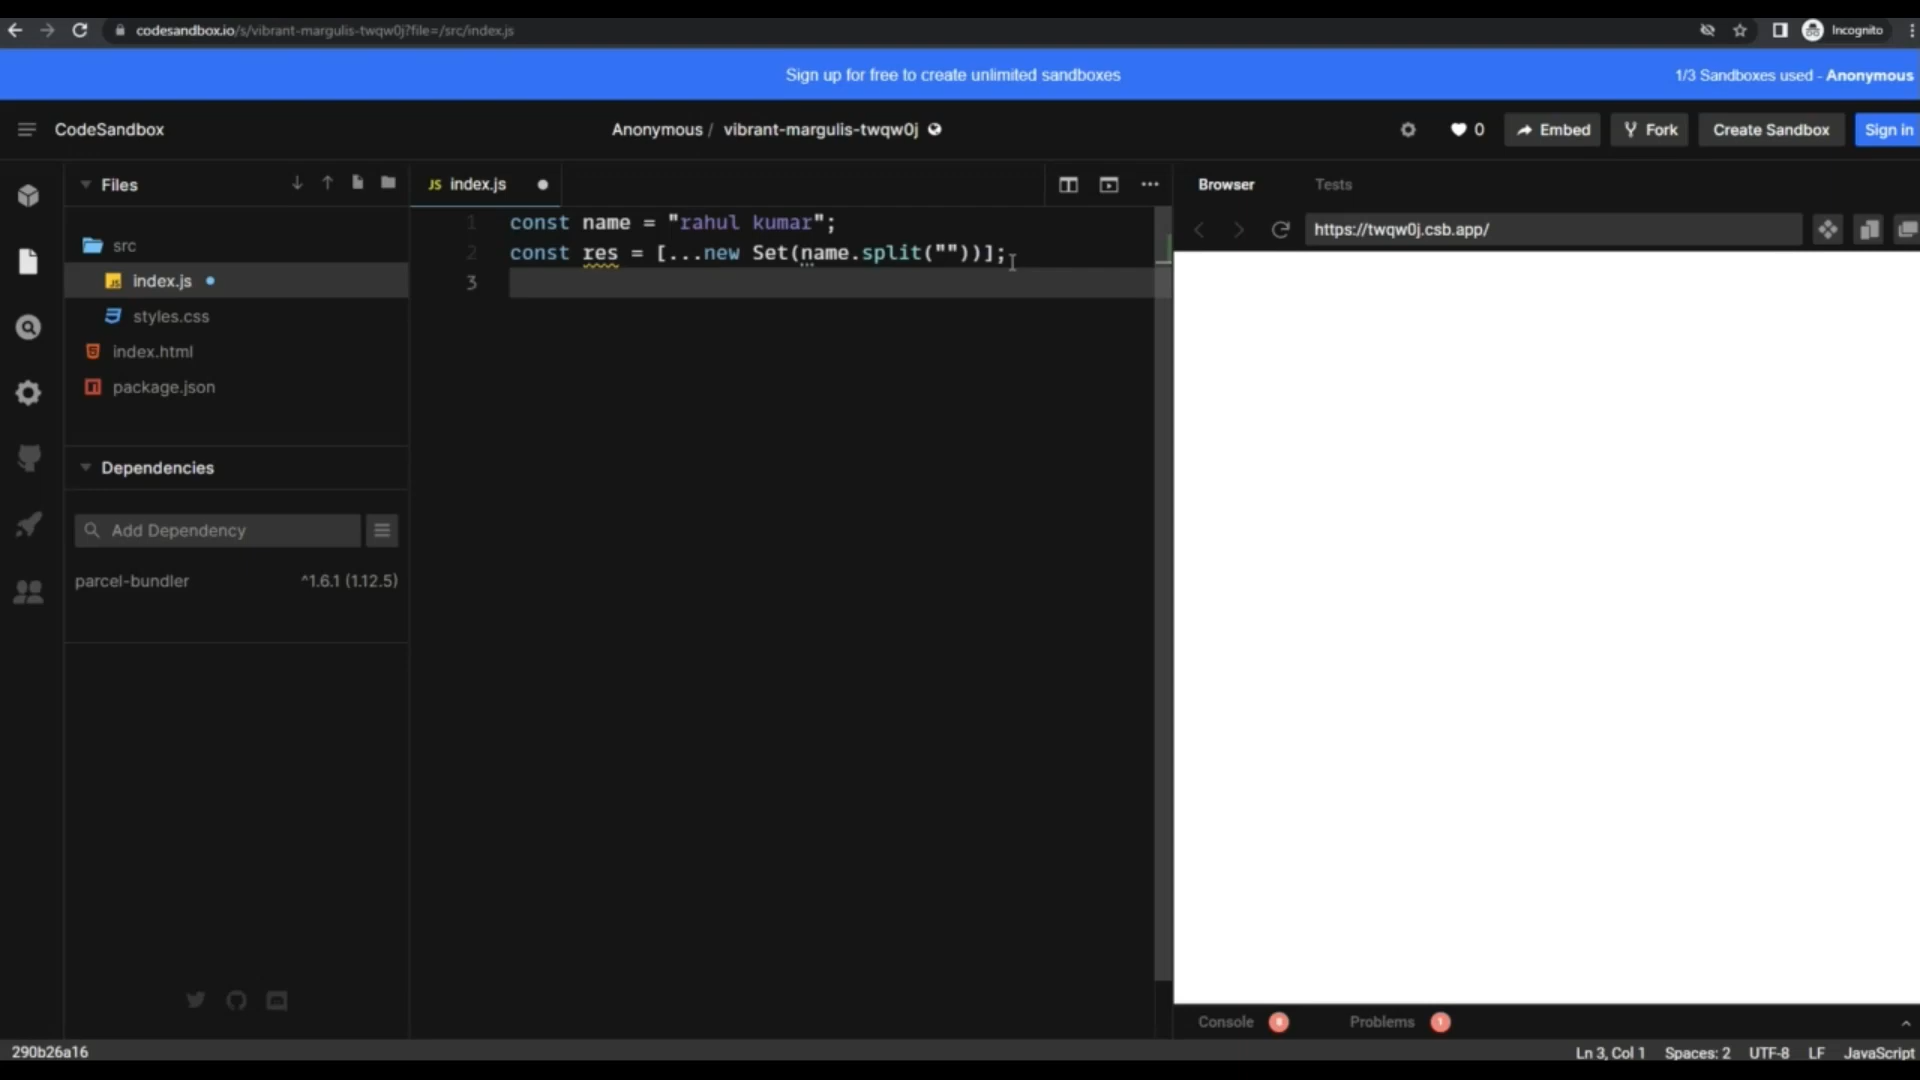 codesandbox.io/s/vibrant-margulis-twqw0j?file=/src/index.js
Incognito
Sign up for free to create unlimited sandboxes
1/3 Sandboxes used - Anonymous
CodeSandbox
Anonymous / vibrant-margulis-twqw0j
0
Embed
Fork
Create Sandbox
Sign in
Files
JS index.js
Browser
Tests
1 const name = "rahul kumar";
2 const res = [...new Set(name.split(""))];
3
https://twqw0j.csb.app/
src
index.js
styles.css
index.html
package.json
Dependencies
Add Dependency
parcel-bundler ^1.6.1 (1.12.5)
Console
Problems 1
290b26a16
Ln 3, Col 1
Spaces: 2
UTF-8
LF
JavaScript